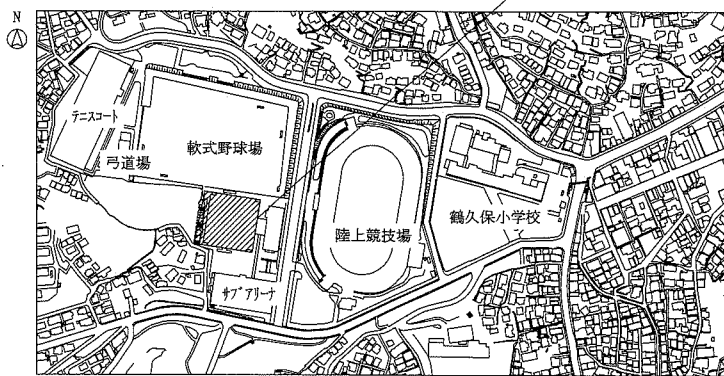 N
テニスコート
軟式野球場
弓道場
鶴久保小学校
陸上競技場
サブアリーナ